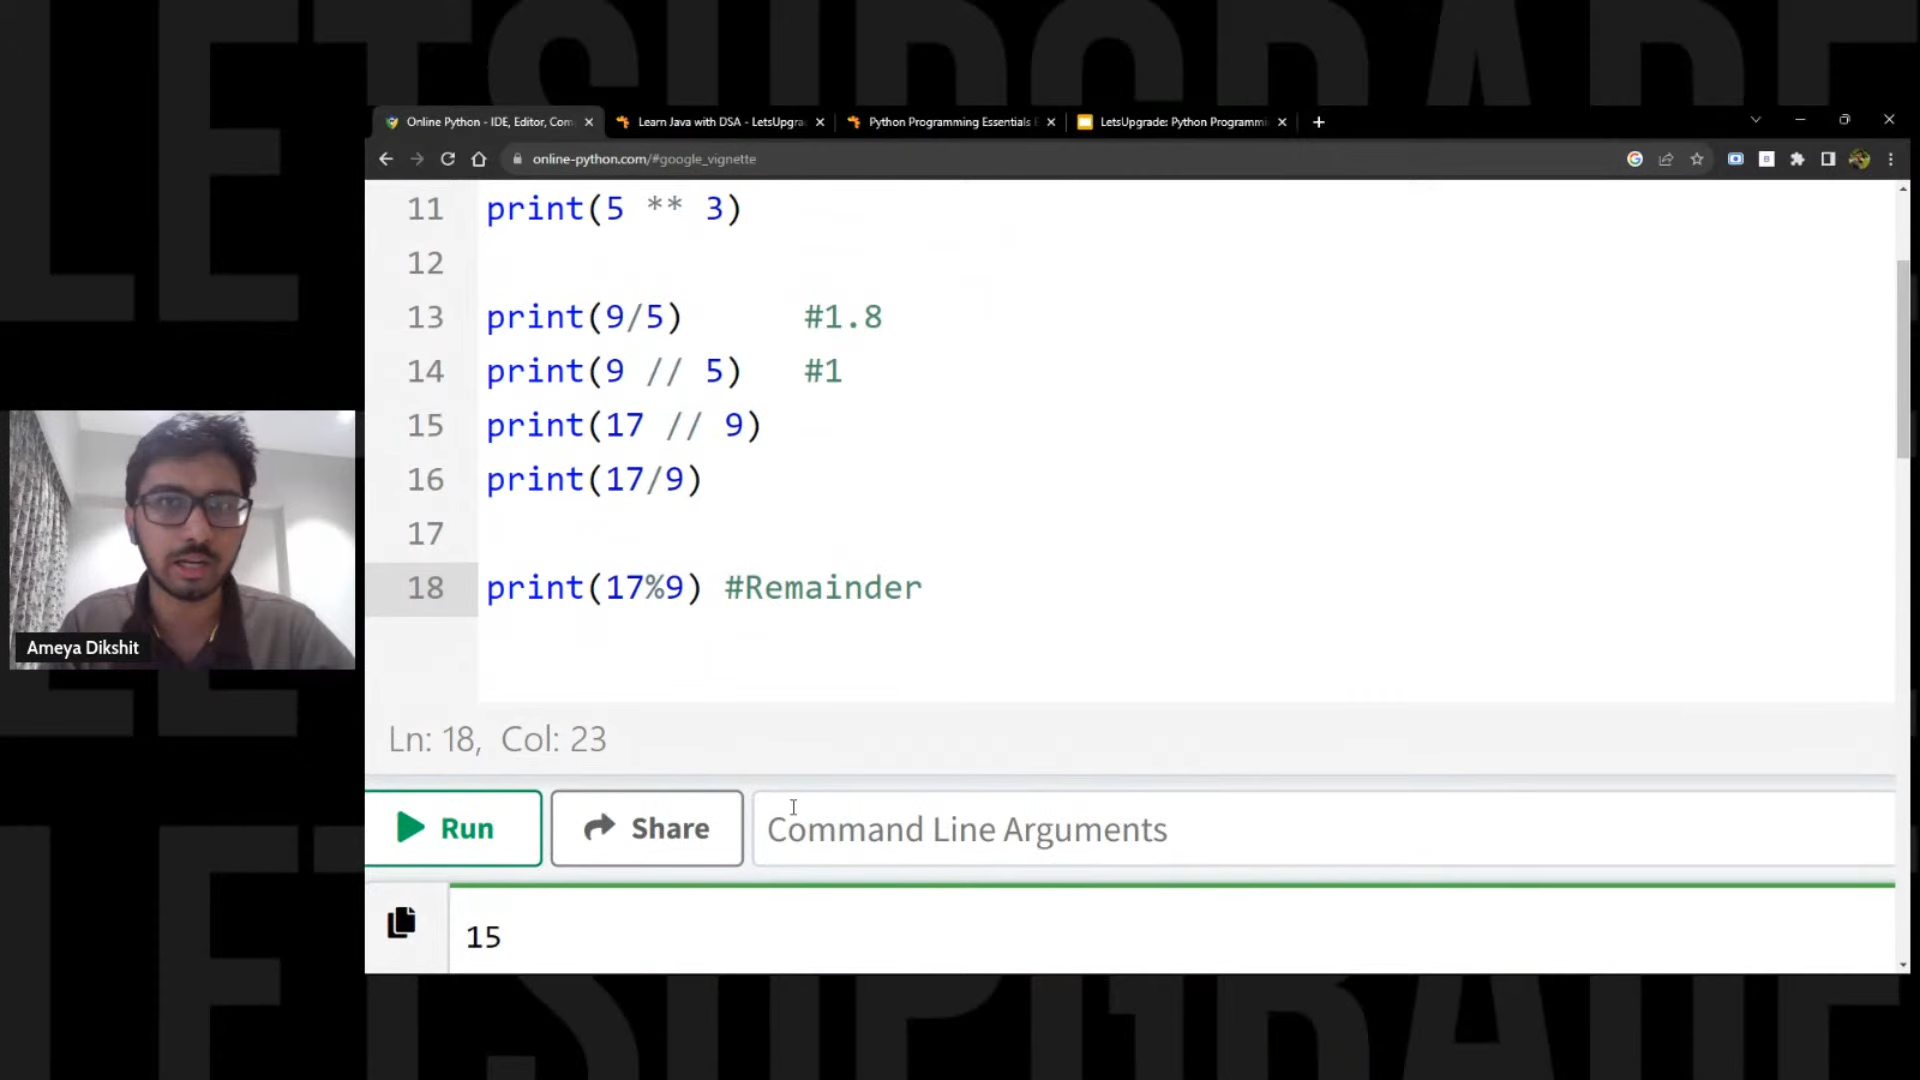 LETSUPGRADE
Online Python - IDE, Editor, Com
Learn Java with DSA - LetsUpgra
Python Programming Essentials
LetsUpgrade: Python Programmi
online-python.com/#google_vignette
11 print(5 ** 3)
12
13 print(9/5) #1.8
14 print(9 // 5) #1
15 print(17 // 9)
16 print(17/9)
17
18 print(17%9) #Remainder
Ameya Dikshit
Ln: 18, Col: 23
Run
Share
Command Line Arguments
15